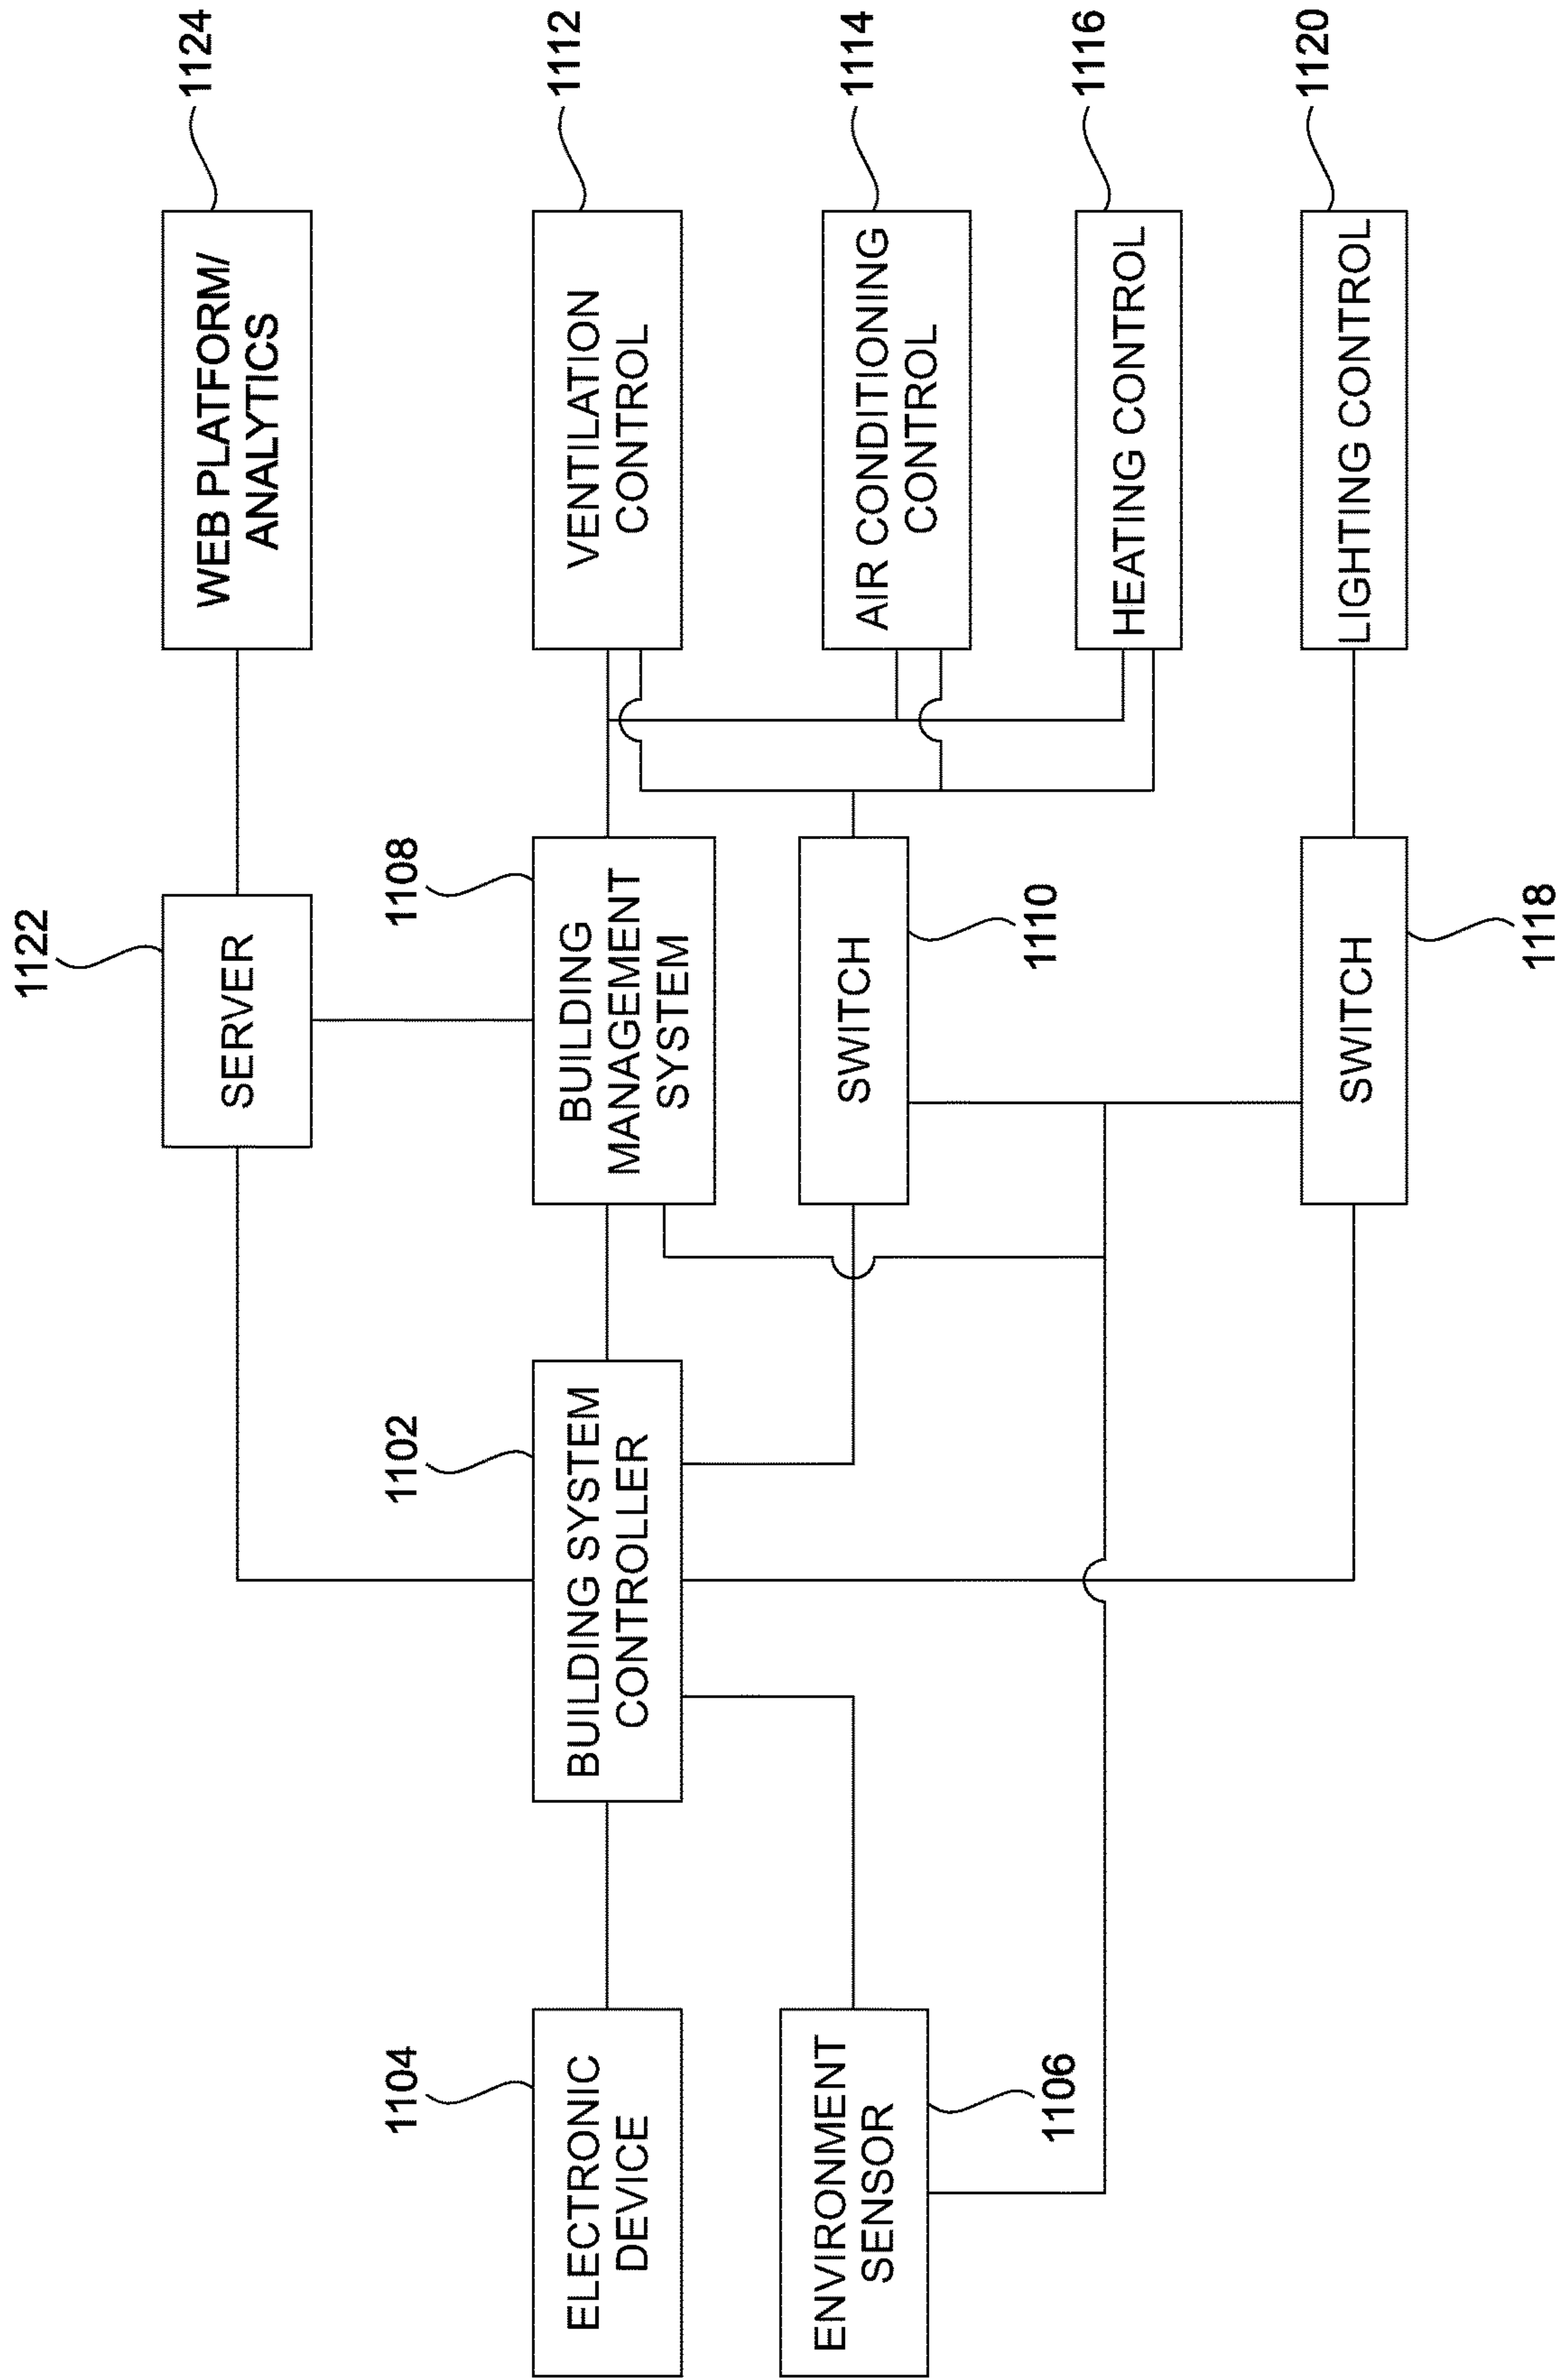 1124
WEB PLATFORM/
ANALYTICS
1122
SERVER
1112
VENTILATION
CONTROL
1108
BUILDING
MANAGEMENT
SYSTEM
1102
BUILDING SYSTEM
CONTROLLER
1104
ELECTRONIC
DEVICE
1114
AIR CONDITIONING
CONTROL
SWITCH
1110
ENVIRONMENT
SENSOR
1106
1116
HEATING CONTROL
1120
LIGHTING CONTROL
SWITCH
1118